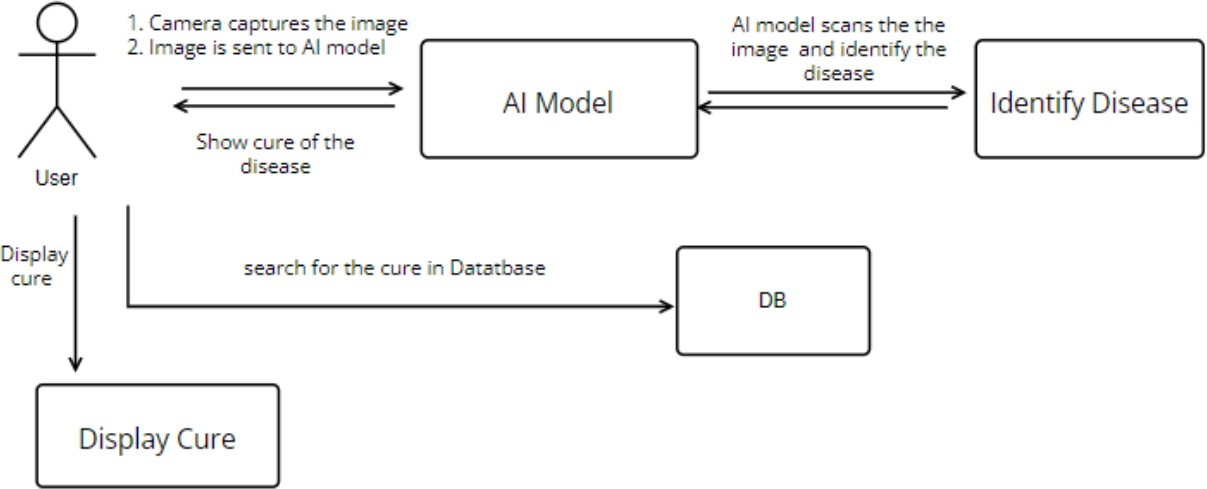 1. Camera captures the image
2. Image is sent to AI model
AI model scans the the
image and identify the
disease
AI Model
Identify Disease
Show cure of the
disease
User
Display
cure
search for the cure in Datatbase
DB
Display Cure